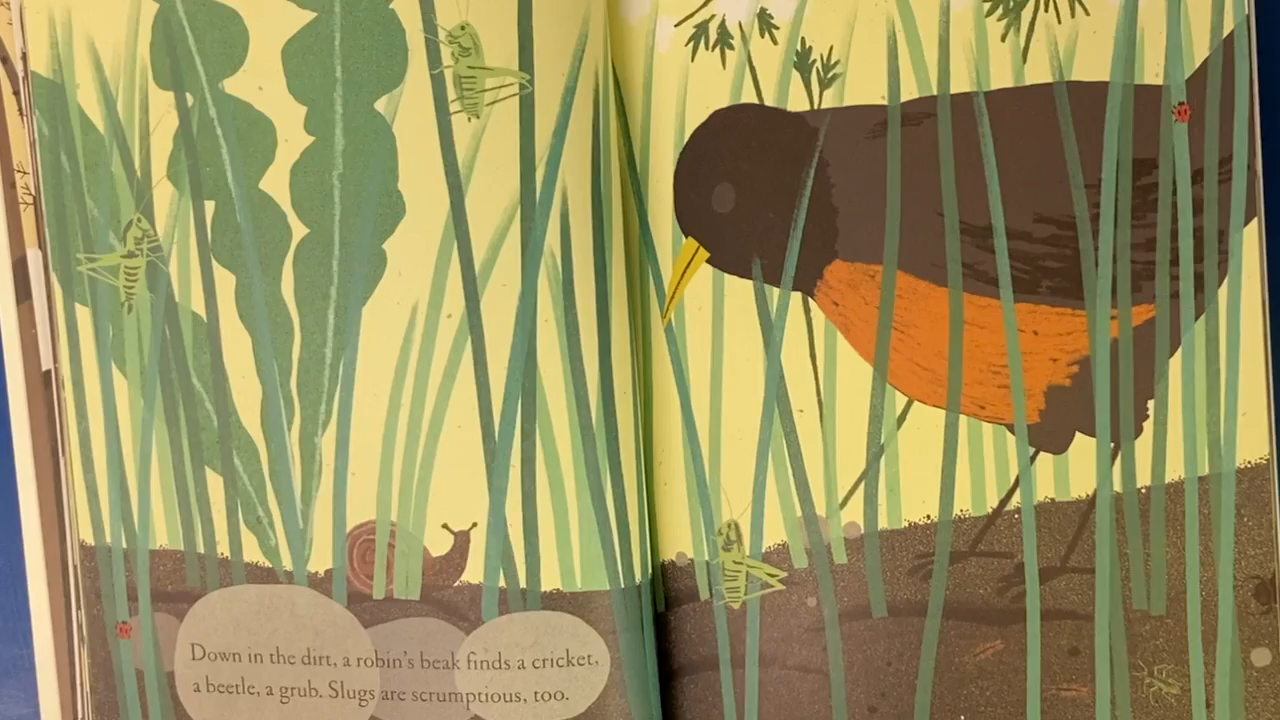 Down in the dirt, a robin's beak finds a cricket,
a beetle, a grub. Slugs are scrumptious, too.